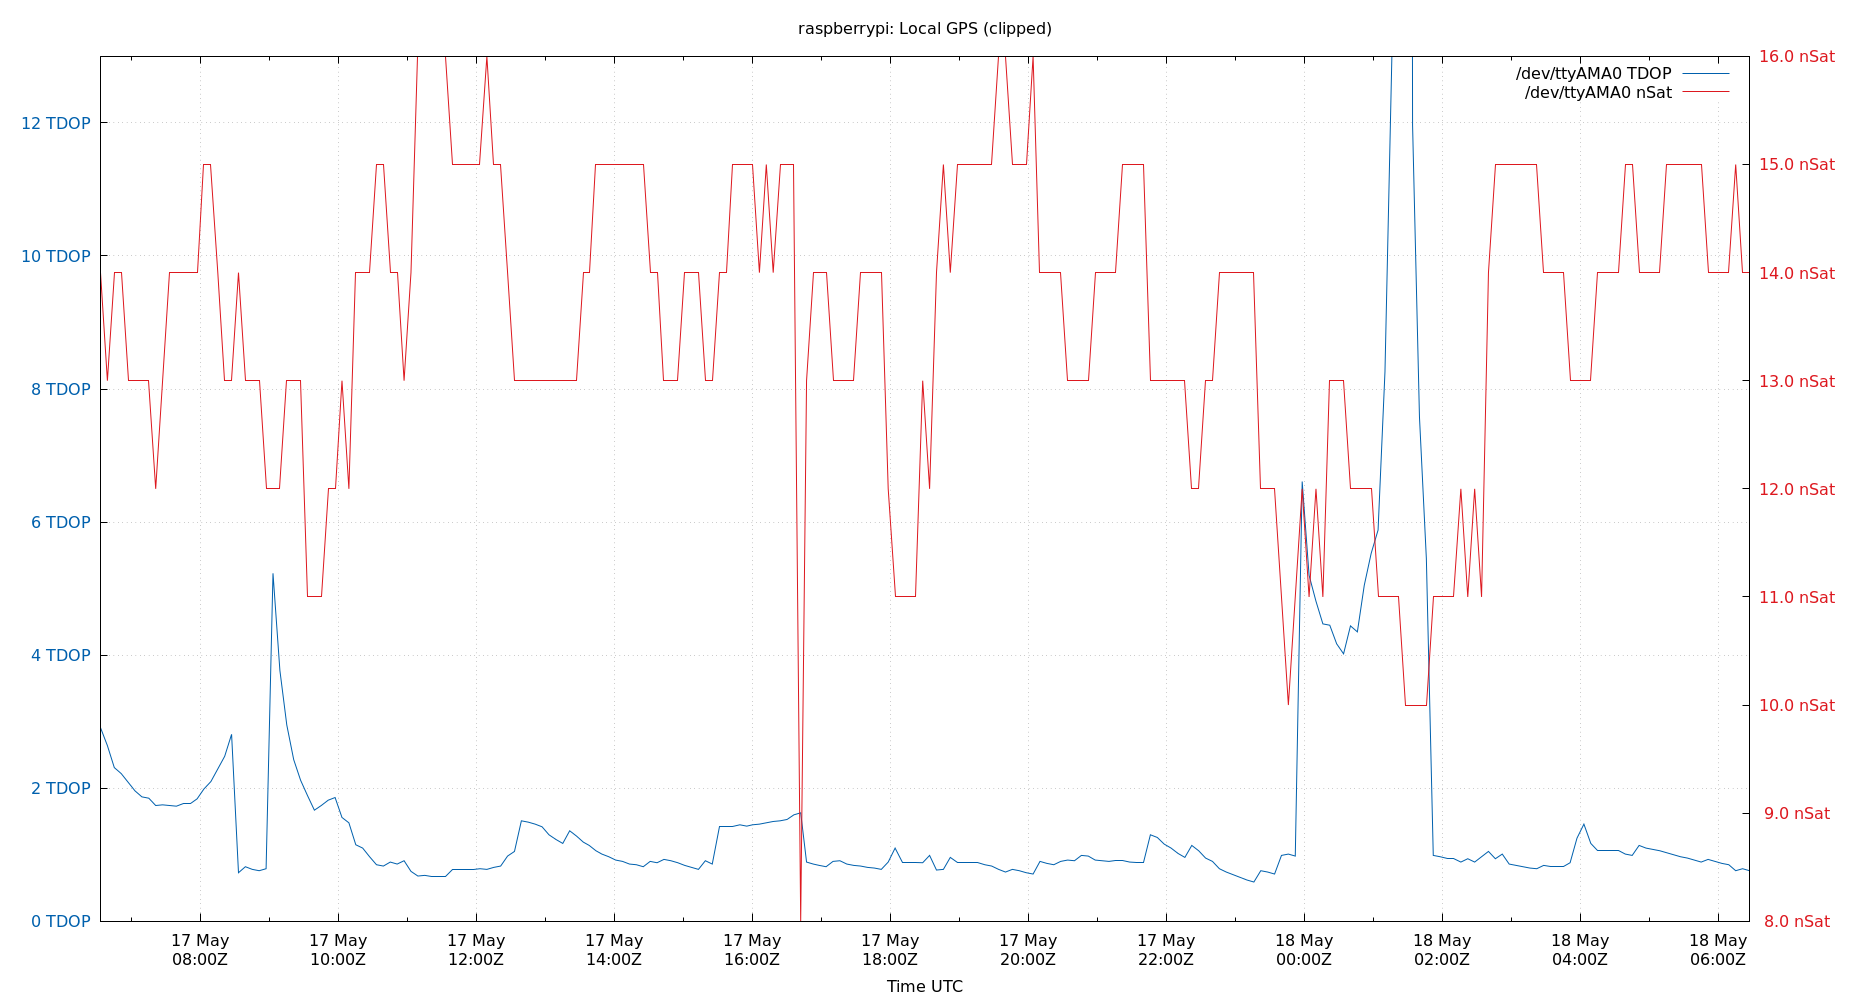 raspberrypi: Local GPS (clipped)
/dev/ttyAMA0 TDOP
/dev/ttyAMA0 nSat
12 TDOP
10 TDOP
8 TDOP
6 TDOP
4 TDOP
2 TDOP
0 TDOP
16.0 nSat
15.0 nSat
14.0 nSat
13.0 nSat
12.0 nSat
11.0 nSat
10.0 nSat
9.0 nSat
8.0 nSat
17 May
08:00Z
17 May
10:00Z
17 May
12:00Z
17 May
14:00Z
17 May
16:00Z
17 May
18:00Z
17 May
20:00Z
17 May
22:00Z
18 May
00:00Z
18 May
02:00Z
18 May
04:00Z
18 May
06:00Z
Time UTC